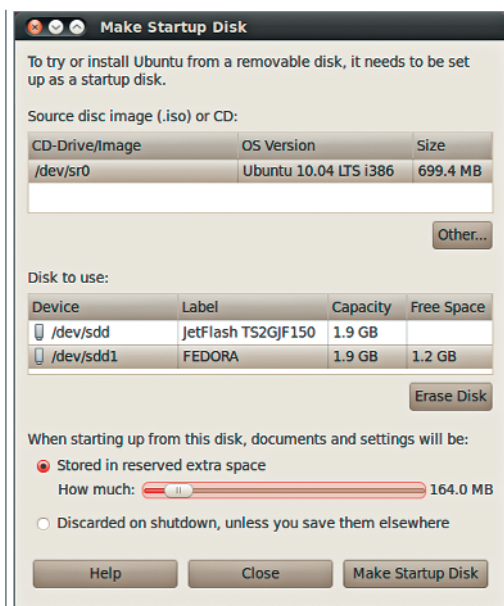 Make Startup Disk
To try or install Ubuntu from a removable disk, it needs to be set
up as a startup disk.
Source disc image (.iso) or CD:
CD-Drive/Image OS Version Size
/dev/sr0 Ubuntu 10.04 LTS i386 699.4 MB
Other...
Disk to use:
Device Label Capacity Free Space
/dev/sdd JetFlash TS2GJF150 1.9 GB
/dev/sdd1 FEDORA 1.9 GB 1.2 GB
Erase Disk
When starting up from this disk, documents and settings will be:
Stored in reserved extra space
How much: 164.0 MB
Discarded on shutdown, unless you save them elsewhere
Help Close Make Startup Disk